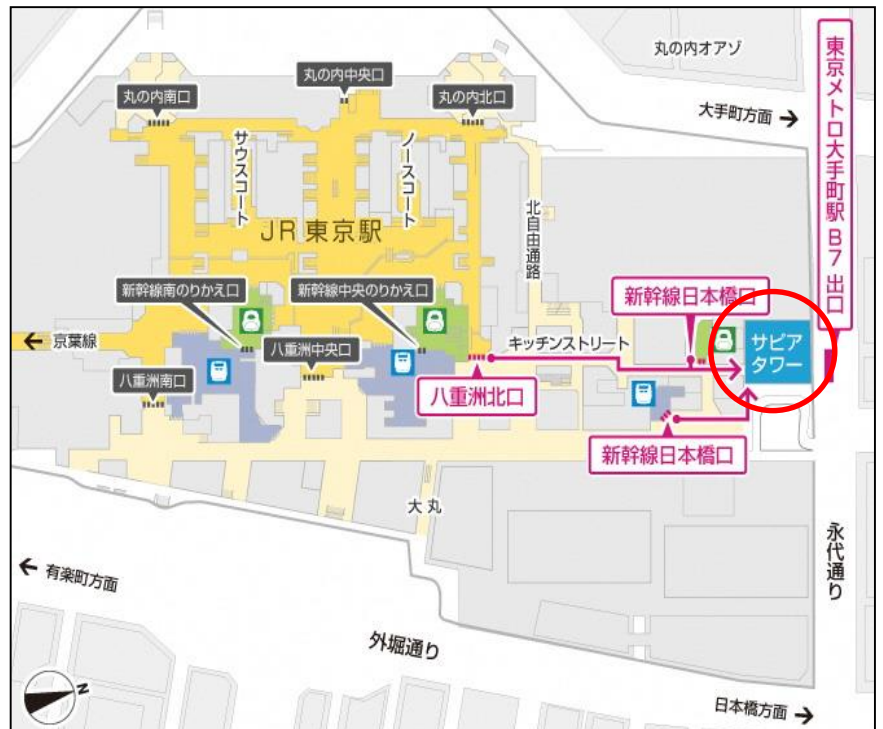 丸の内オアゾ
丸の内中央口
丸の内南口
丸の内北口
大手町方面 →
東京メトロ大手町駅 B7 出口
サウスコート
ノースコート
北自由通路
JR 東京駅
新幹線南のりかえ口
新幹線中央のりかえ口
新幹線日本橋口
← 京葉線
八重洲中央口
キッチンストリート
サピア
タワー
八重洲南口
八重洲北口
新幹線日本橋口
大丸
永代通り
← 有楽町方面
外堀通り
N
日本橋方面 →